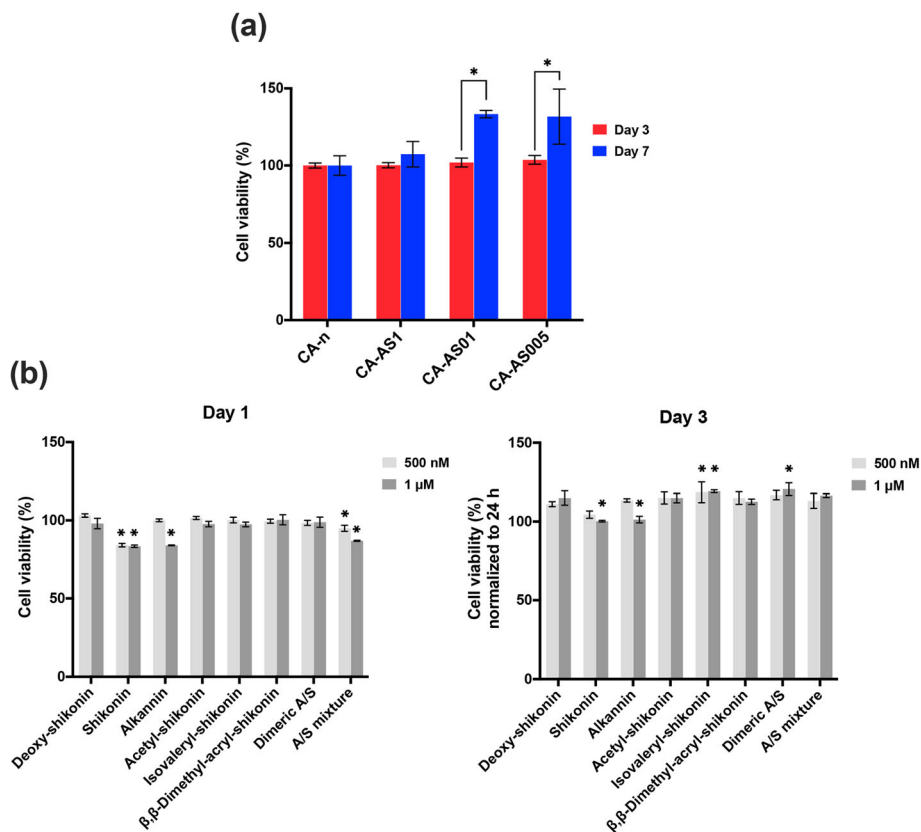 (a)
150
100
50
0
Cell viability (%)
*
*
Day 3
Day 7
CA-n
CA-AS1
CA-AS01
CA-AS005
(b)
Day 1
150
100
50
0
Cell viability (%)
* *
*
*
*
500 nM
1 µM
Deoxy-shikonin
Shikonin
Alkannin
Acetyl-shikonin
Isovaleryl-shikonin
β,β-Dimethyl-acryl-shikonin
Dimeric A/S
A/S mixture
Day 3
150
100
50
0
Cell viability (%)
normalized to 24 h
*
*
* *
*
500 nM
1 µM
Deoxy-shikonin
Shikonin
Alkannin
Acetyl-shikonin
Isovaleryl-shikonin
β,β-Dimethyl-acryl-shikonin
Dimeric A/S
A/S mixture